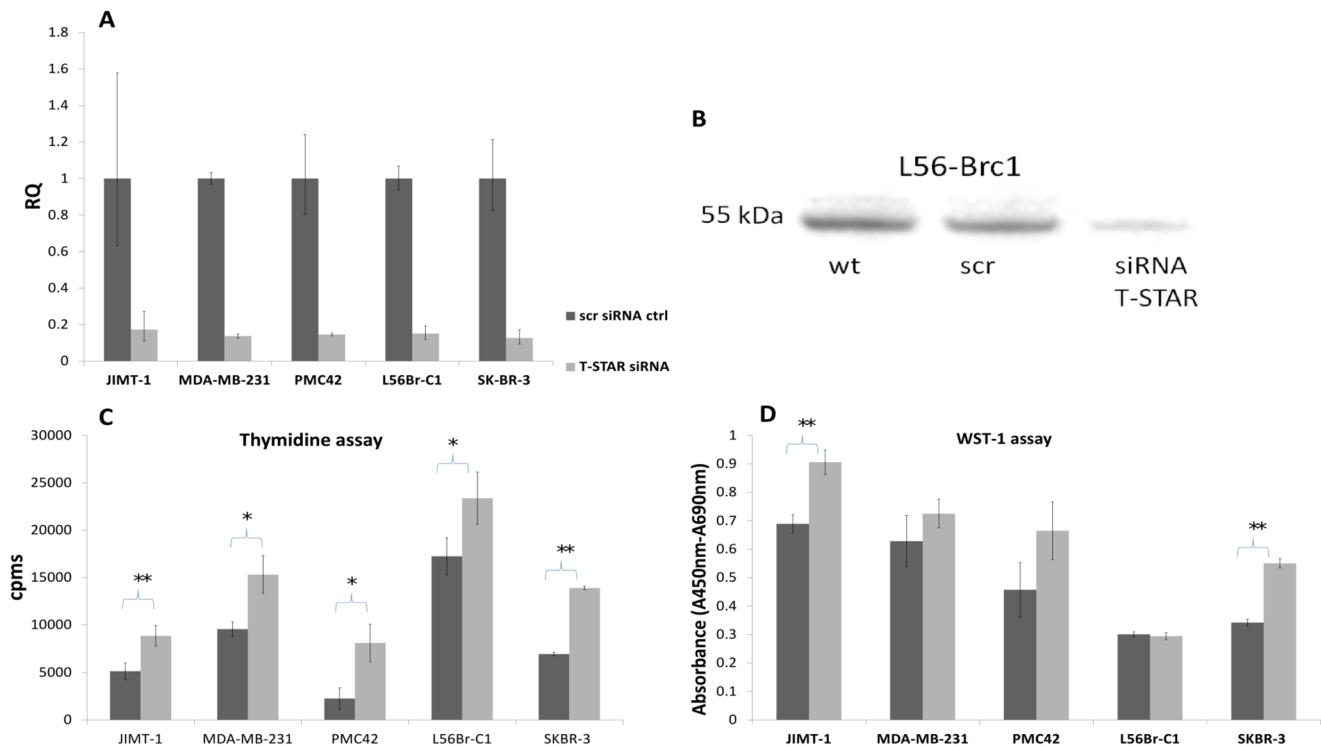 A
1.8
1.6
1.4
1.2
1
0.8
0.6
0.4
0.2
0
RQ
JIMT-1 MDA-MB-231 PMC42 L56Br-C1 SK-BR-3
scr siRNA ctrl
T-STAR siRNA
B
L56-Brc1
55 kDa
wt scr siRNA
T-STAR
C
Thymidine assay
30000
25000
20000
15000
10000
5000
0
cpms
** * * * **
JIMT-1 MDA-MB-231 PMC42 L56Br-C1 SKBR-3
D
WST-1 assay
1
0.9
0.8
0.7
0.6
0.5
0.4
0.3
0.2
0.1
0
Absorbance (A450nm-A690nm)
** **
JIMT-1 MDA-MB-231 PMC42 L56Br-C1 SKBR-3